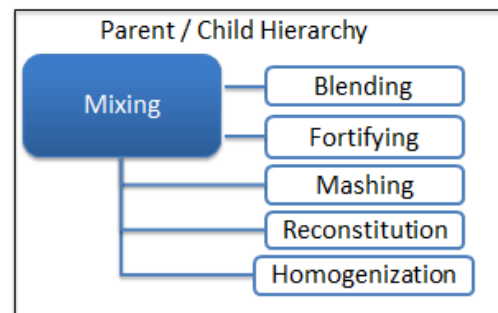 Parent / Child Hierarchy
Mixing
Blending
Fortifying
Mashing
Reconstitution
Homogenization